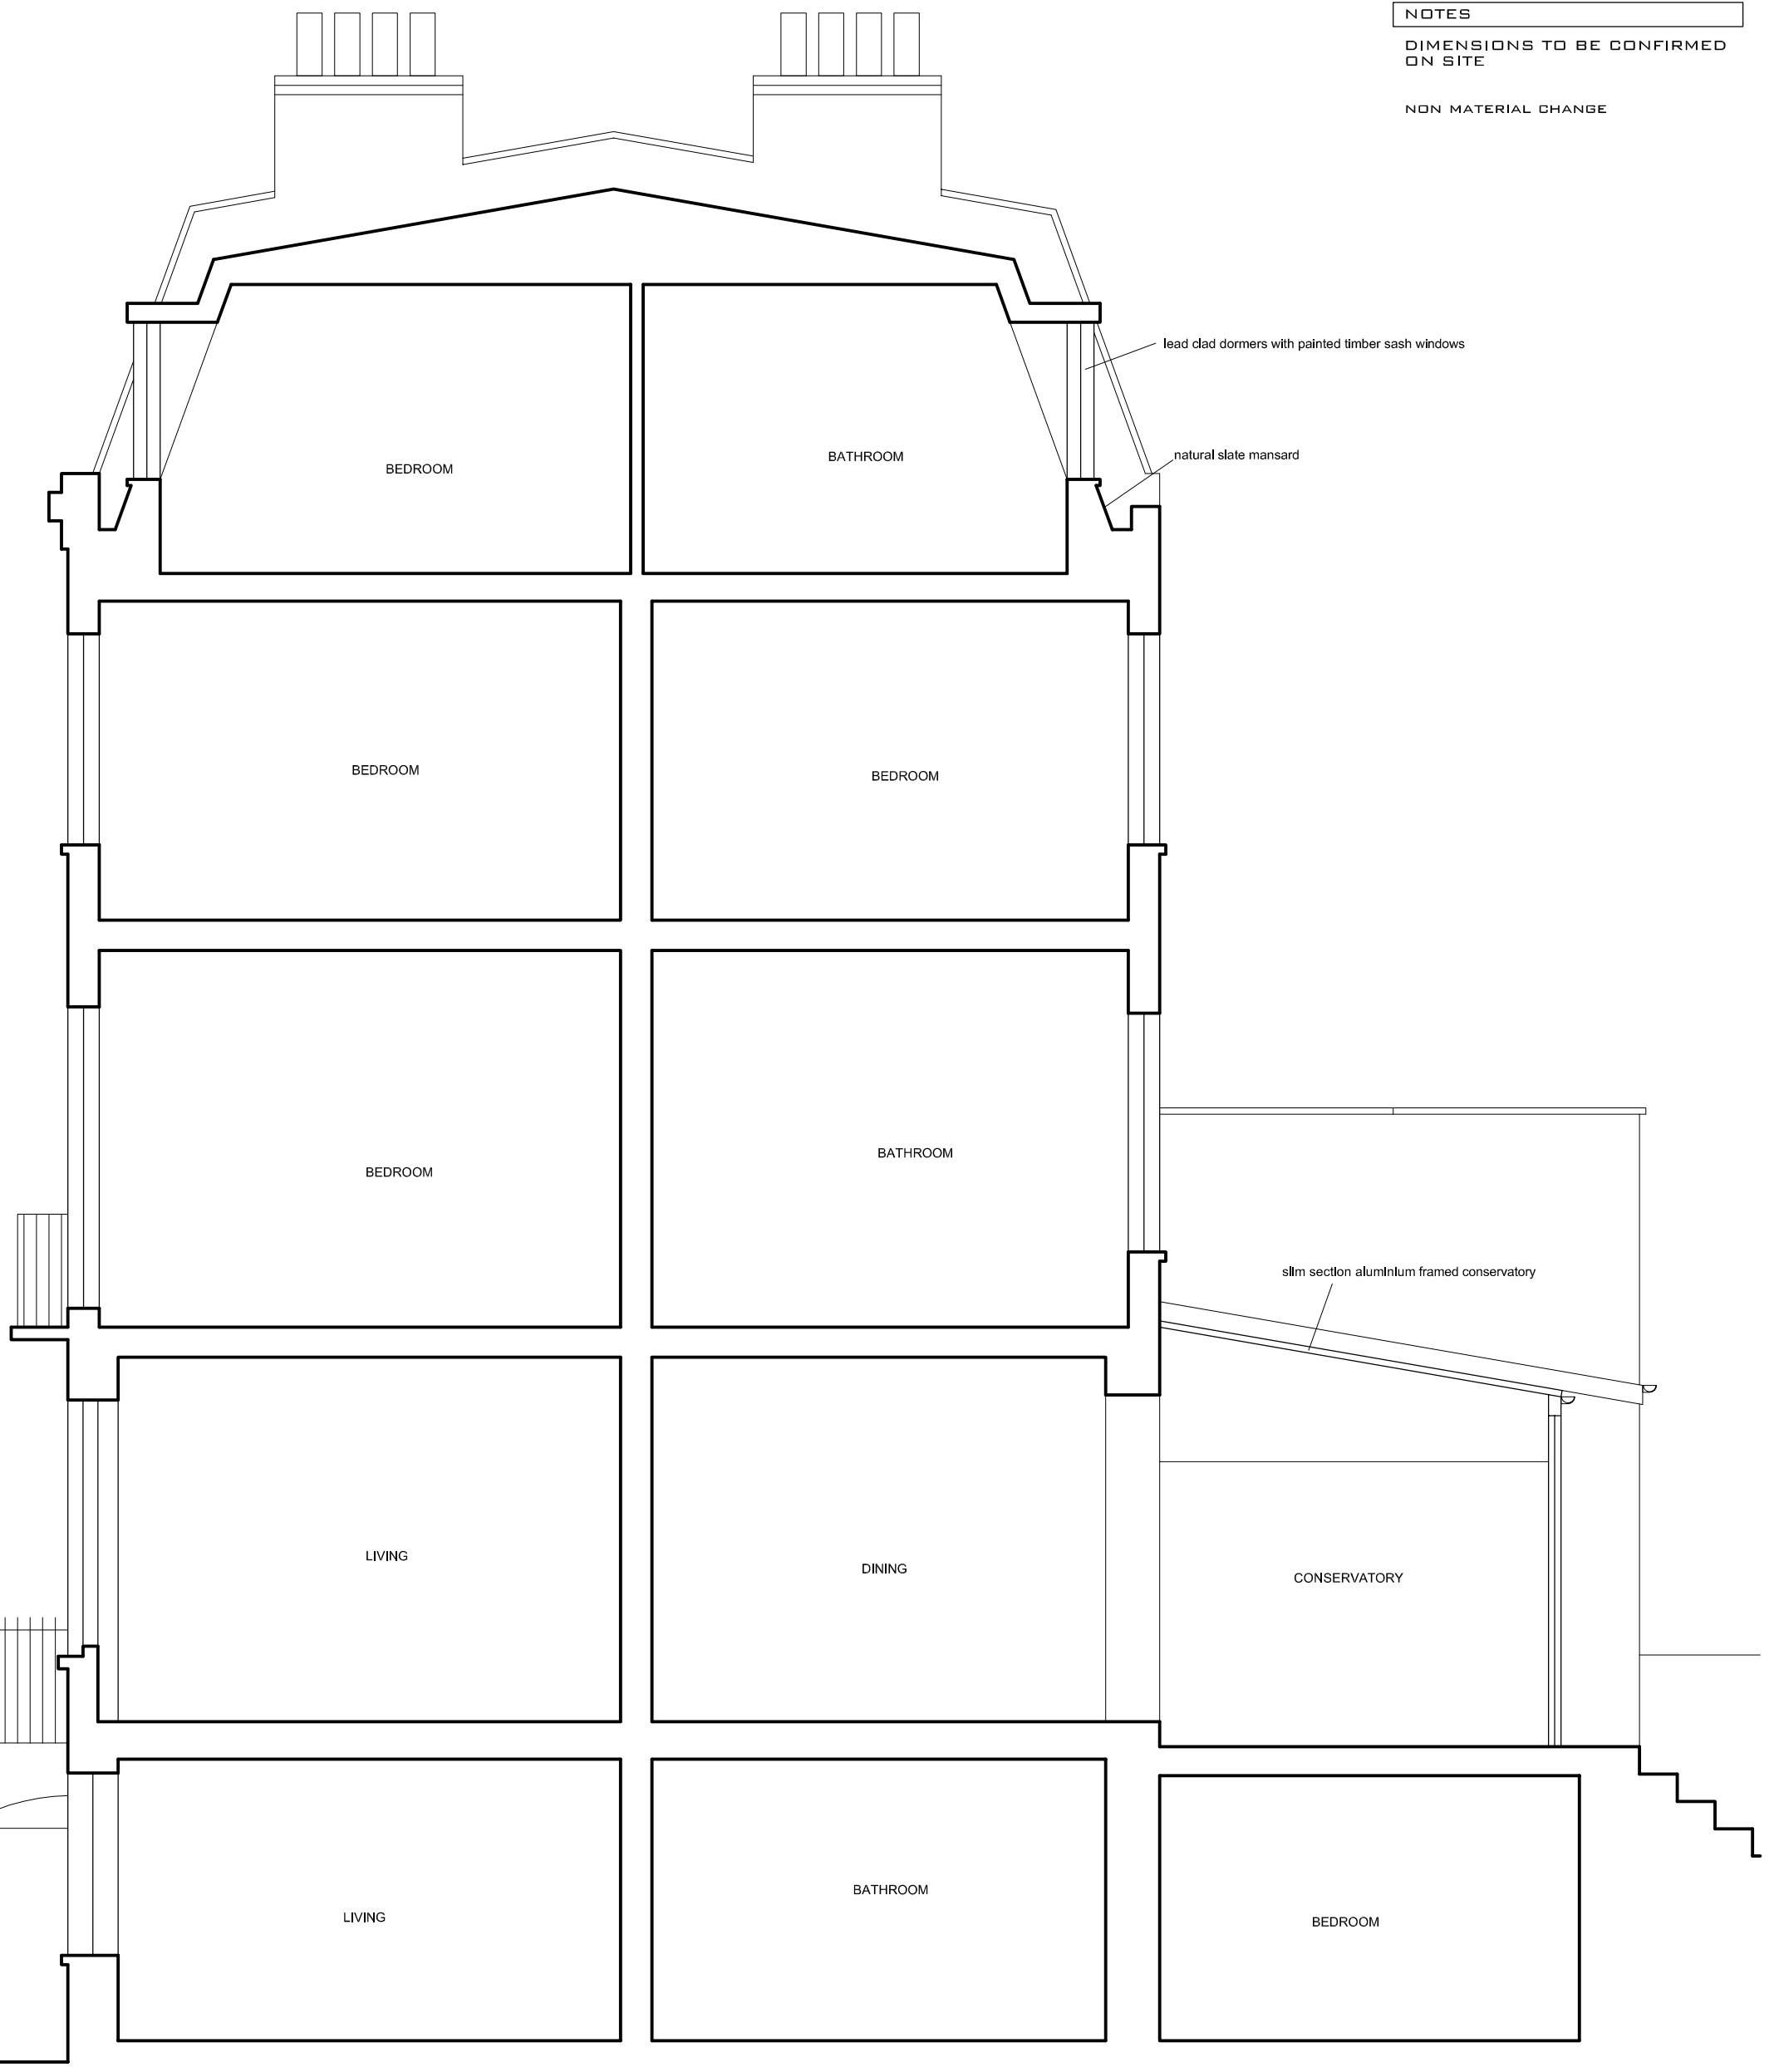 NOTES
DIMENSIONS TO BE CONFIRMED
ON SITE
NON MATERIAL CHANGE
lead clad dormers with painted timber sash windows
natural slate mansard
BEDROOM
BATHROOM
BEDROOM
BEDROOM
BEDROOM
BATHROOM
slim section aluminium framed conservatory
LIVING
DINING
CONSERVATORY
LIVING
BATHROOM
BEDROOM